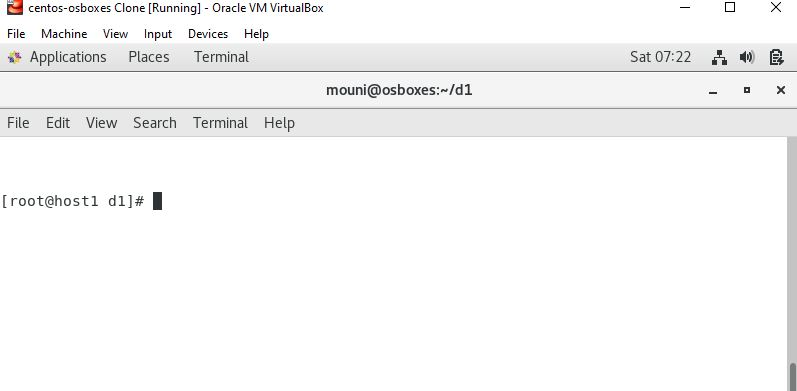 centos-osboxes Clone [Running] - Oracle VM VirtualBox
File Machine View Input Devices Help
Applications Places Terminal Sat 07:22
mouni@osboxes:~/d1
File Edit View Search Terminal Help
[root@host1 d1]#